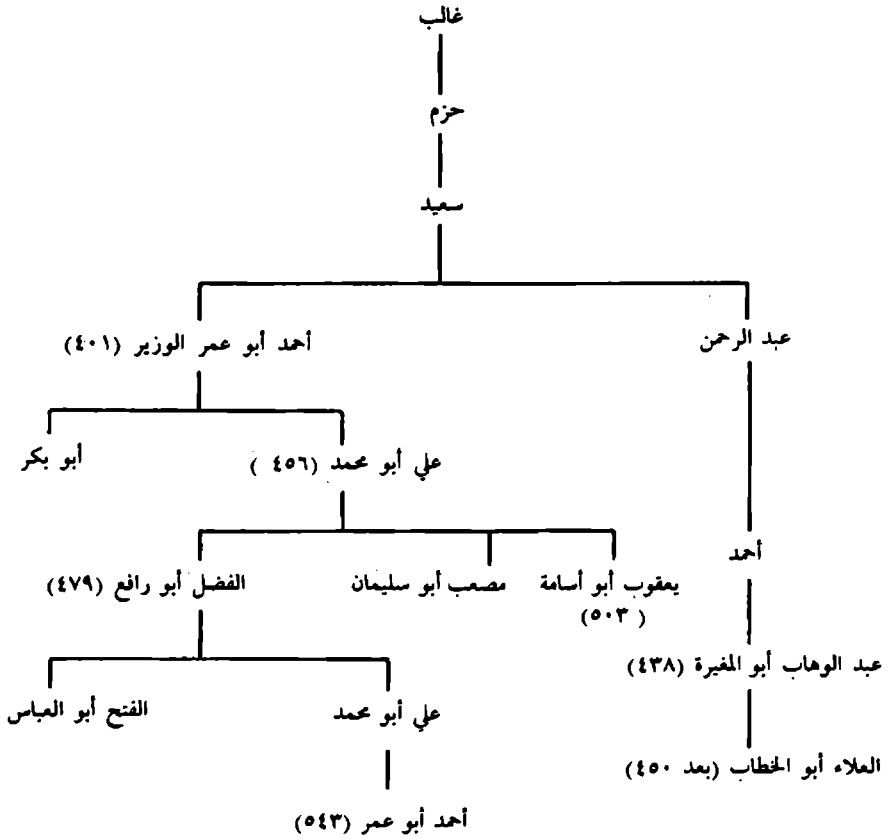 غالب
حزم
سعيد
عبد الرحمن
أحمد أبو عمر الوزير (٤٠١)
علي أبو محمد (٤٥٦ )
أبو بكر
أحمد
يعقوب أبو أسامة
( ٥٠٣)
مصعب أبو سليمان
الفضل أبو رافع (٤٧٩)
عبد الوهاب أبو المغيرة (٤٣٨)
علي أبو محمد
الفتح أبو العباس
العلاء أبو الخطاب (بعد ٤٥٠)
أحمد أبو عمر (٥٤٣)